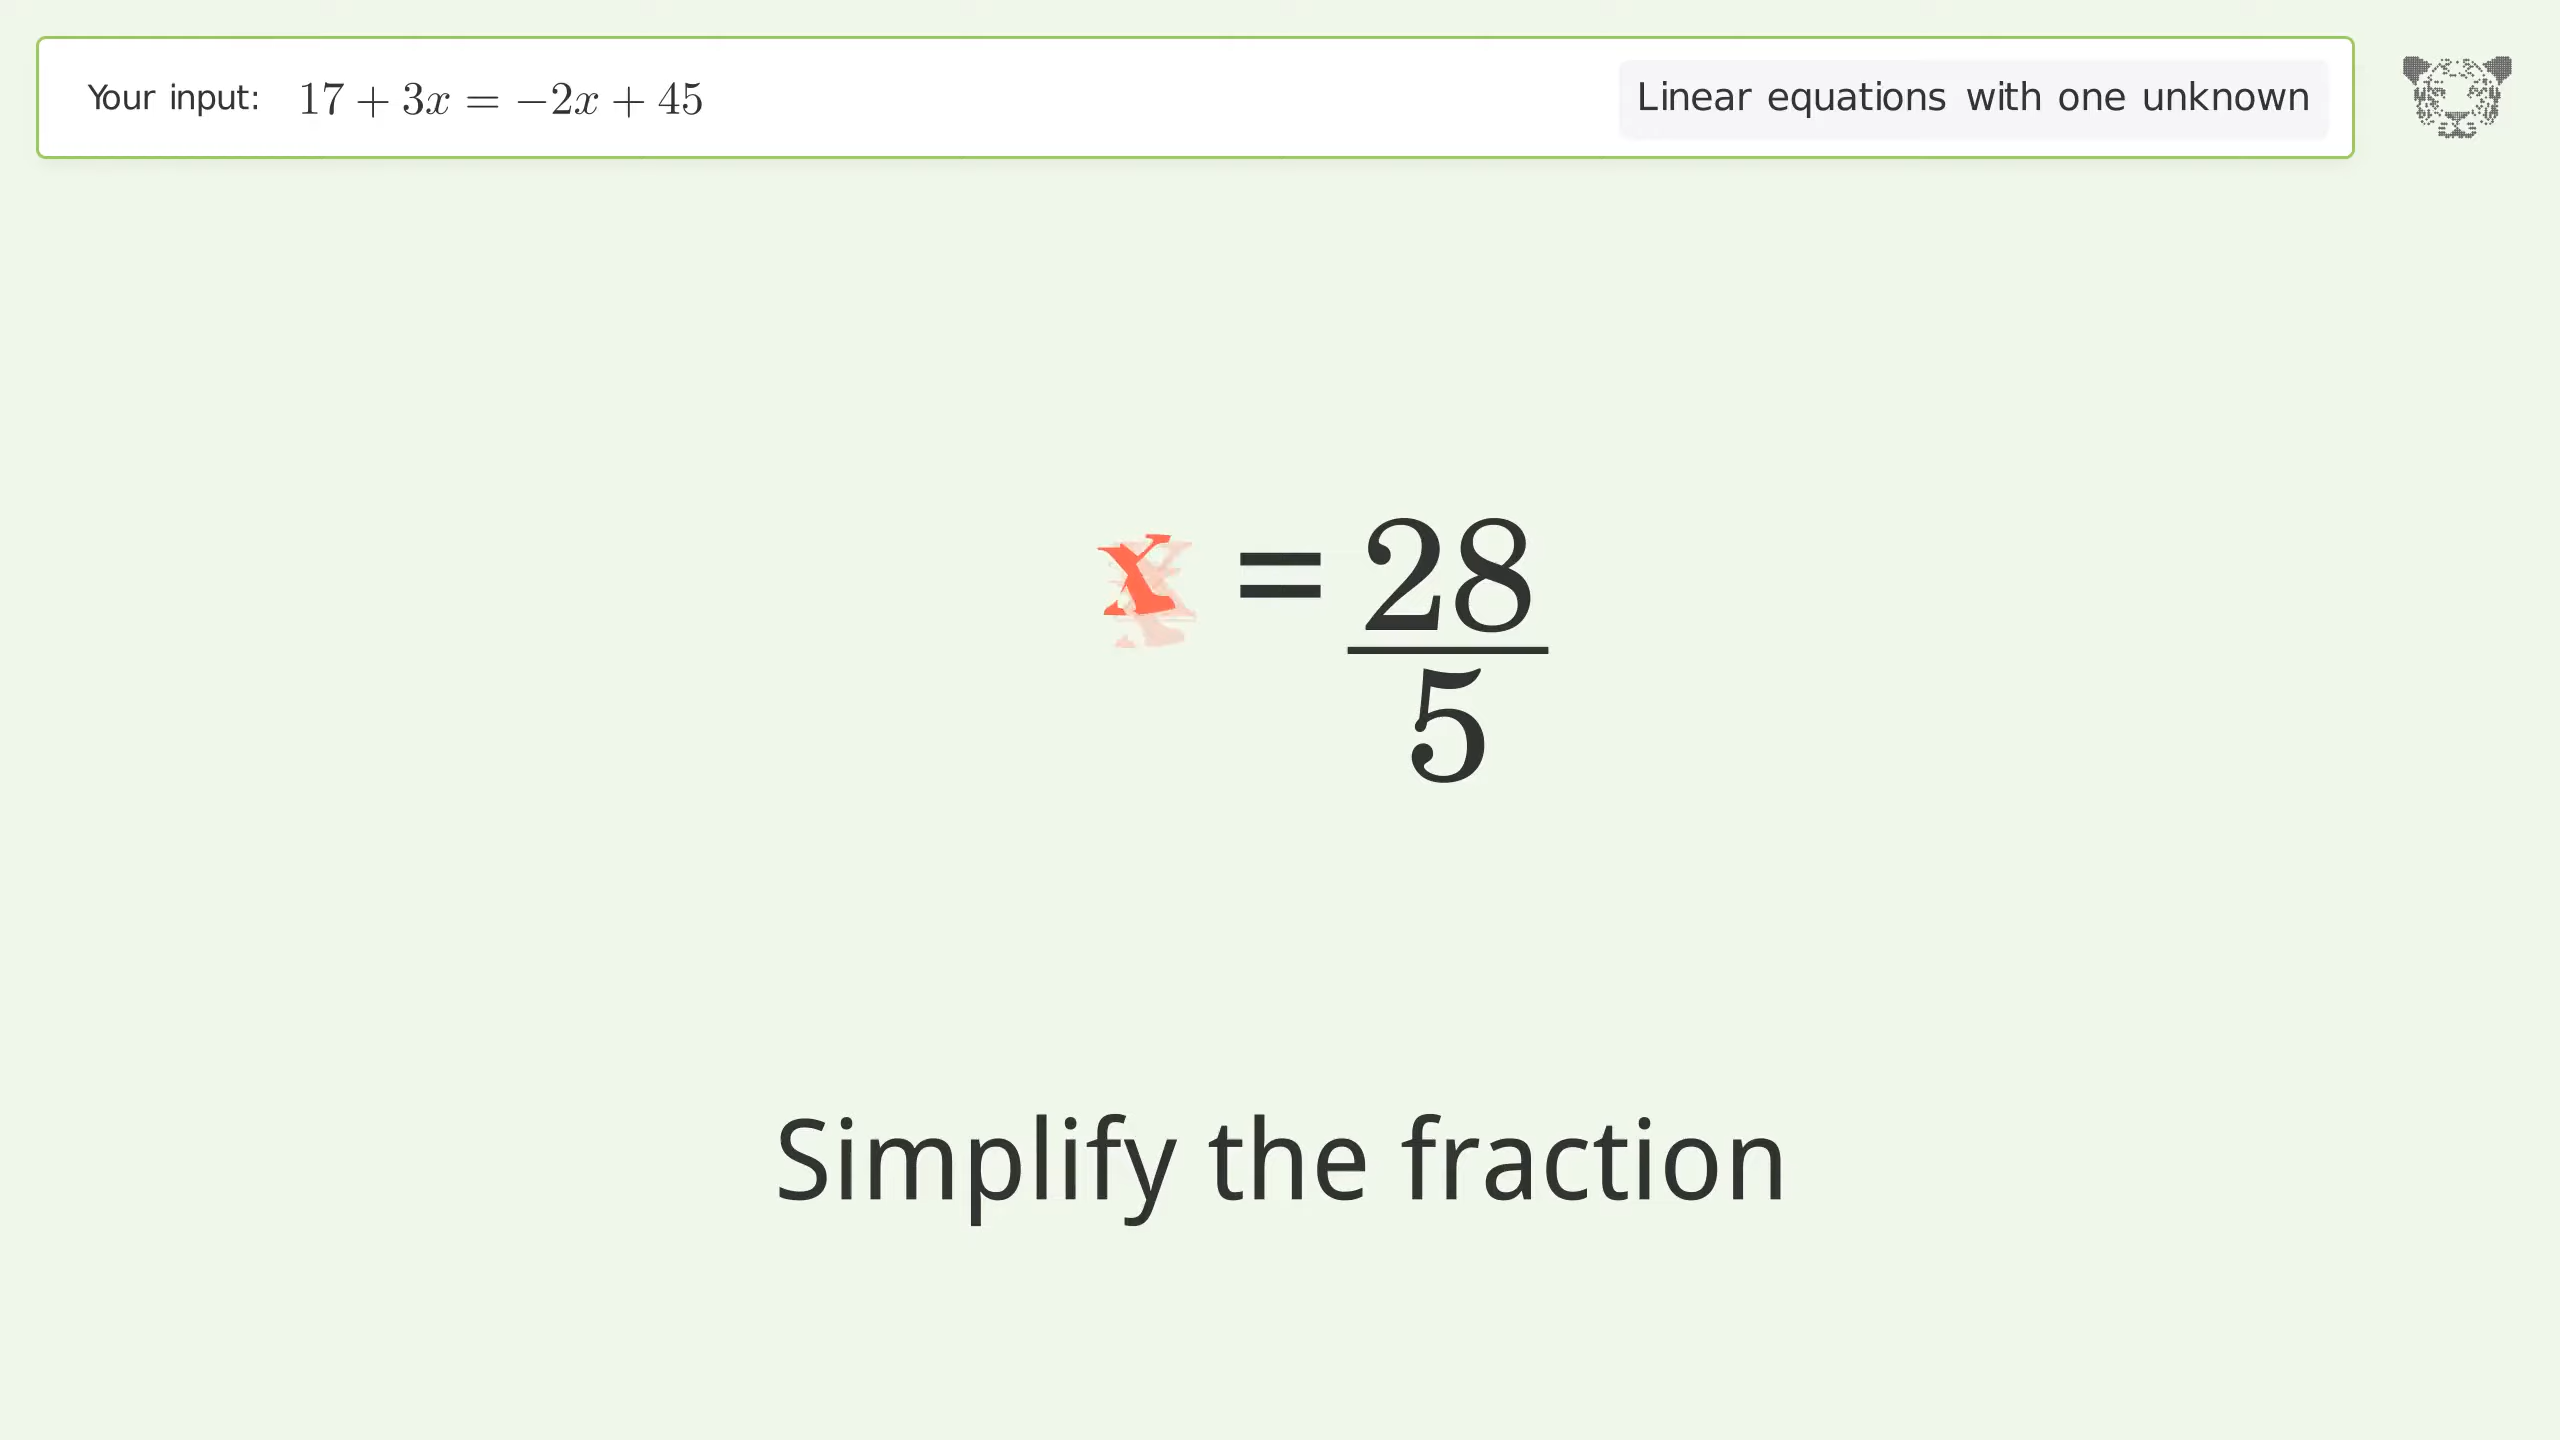 Your input: 17 + 3x = −2x + 45
Linear equations with one unknown
x = 28/5
Simplify the fraction